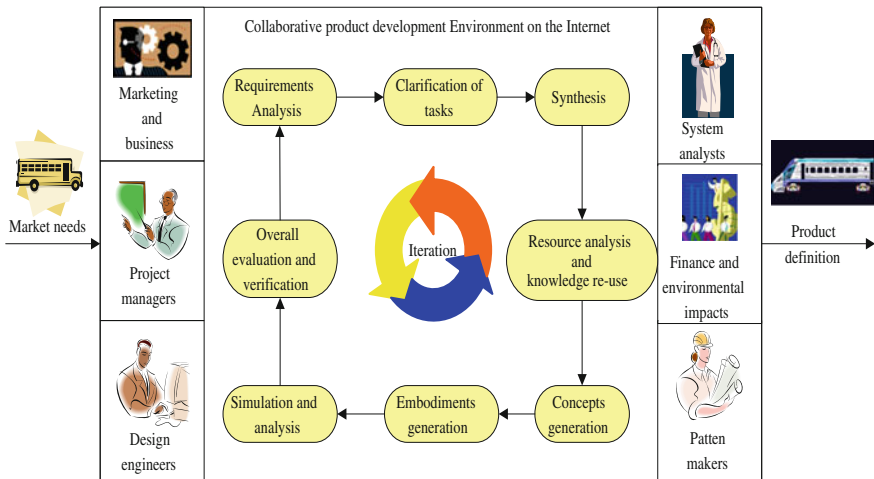 Collaborative product development Environment on the Internet
Marketing
and
business
Requirements
Analysis
Clarification of
tasks
Synthesis
System
analysts
Market needs
Project
managers
Overall
evaluation and
verification
Iteration
Resource analysis
and
knowledge re-use
Finance and
environmental
impacts
Product
definition
Design
engineers
Simulation and
analysis
Embodiments
generation
Concepts
generation
Patten
makers